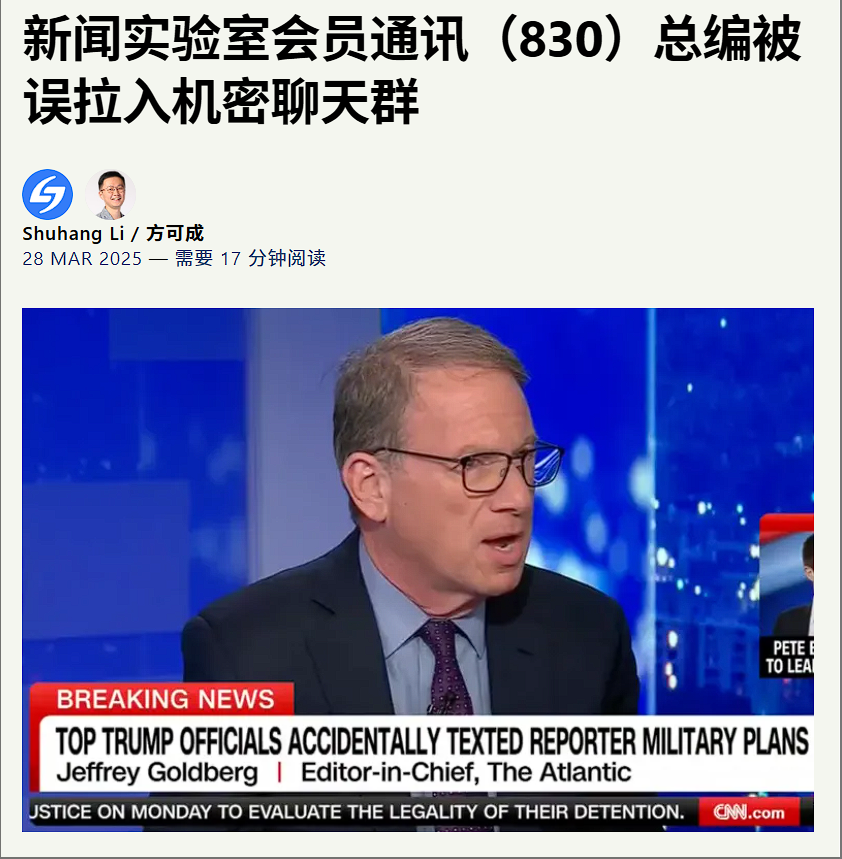 新闻实验室会员通讯（830）总编被
误拉入机密聊天群
Shuhang Li / 方可成
28 MAR 2025 — 需要 17 分钟阅读
PETE B
TO LEA
BREAKING NEWS
TOP TRUMP OFFICIALS ACCIDENTALLY TEXTED REPORTER MILITARY PLANS
Jeffrey Goldberg | Editor-in-Chief, The Atlantic
USTICE ON MONDAY TO EVALUATE THE LEGALITY OF THEIR DETENTION. CNN.com